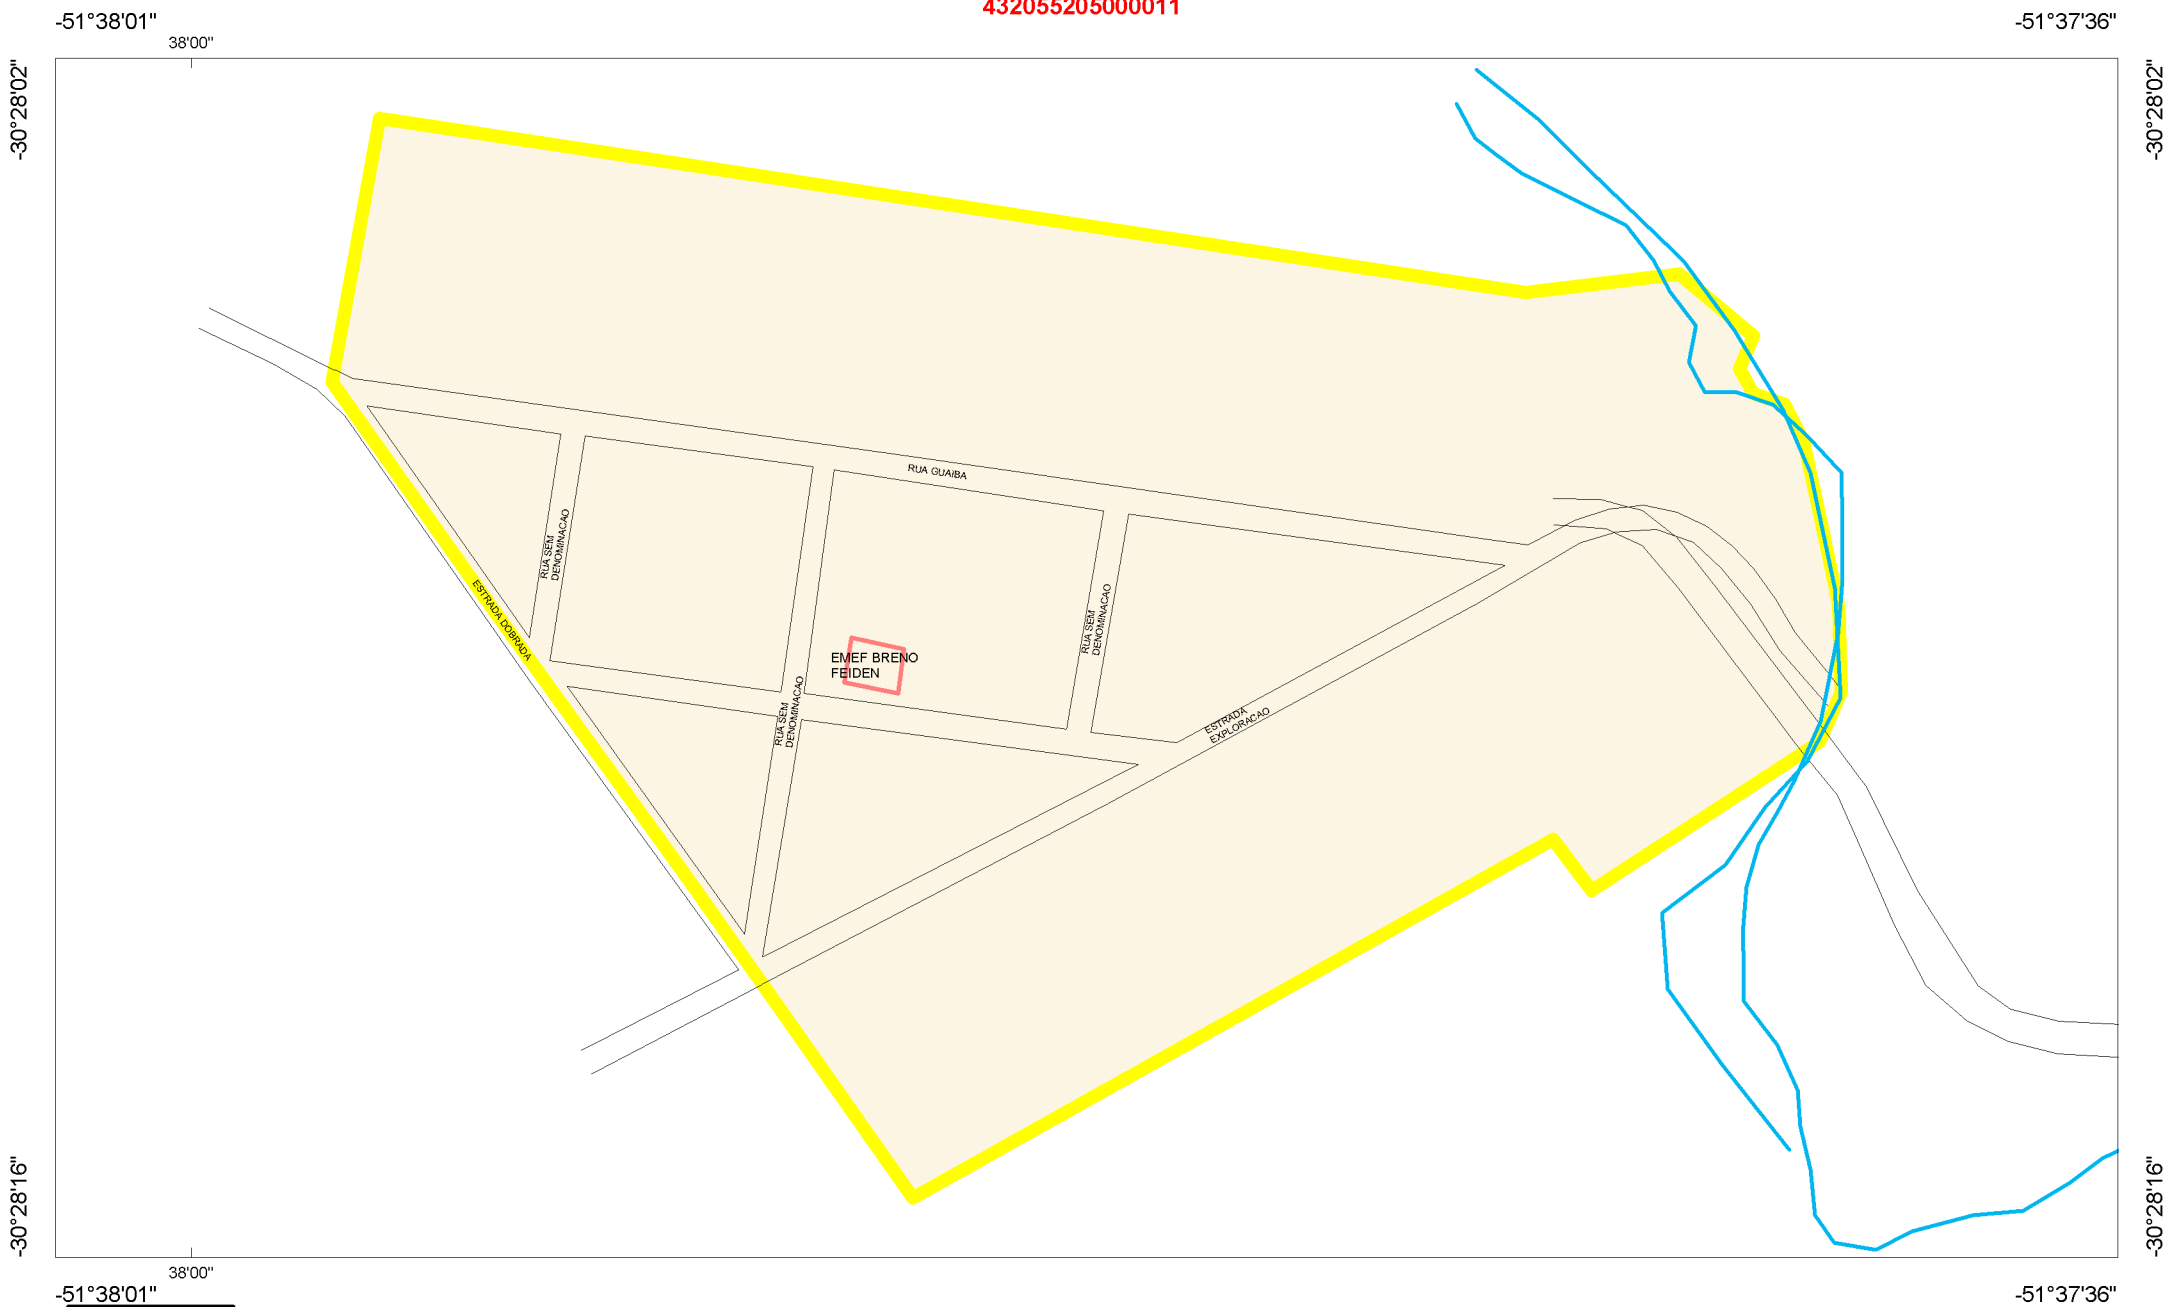 432055205000011
-51°38'01"
-51°37'36"
38'00"
-30°28'02"
-30°28'02"
RUA GUAIBA
RUA SEM
DENOMINACAO
ESTRADA DOBRADA
RUA SEM
DENOMINACAO
EMEF BRENO
FEIDEN
RUA SEM
DENOMINACAO
ESTRADA
EXPLORACAO
-30°28'16"
-30°28'16"
38'00"
-51°38'01"
-51°37'36"